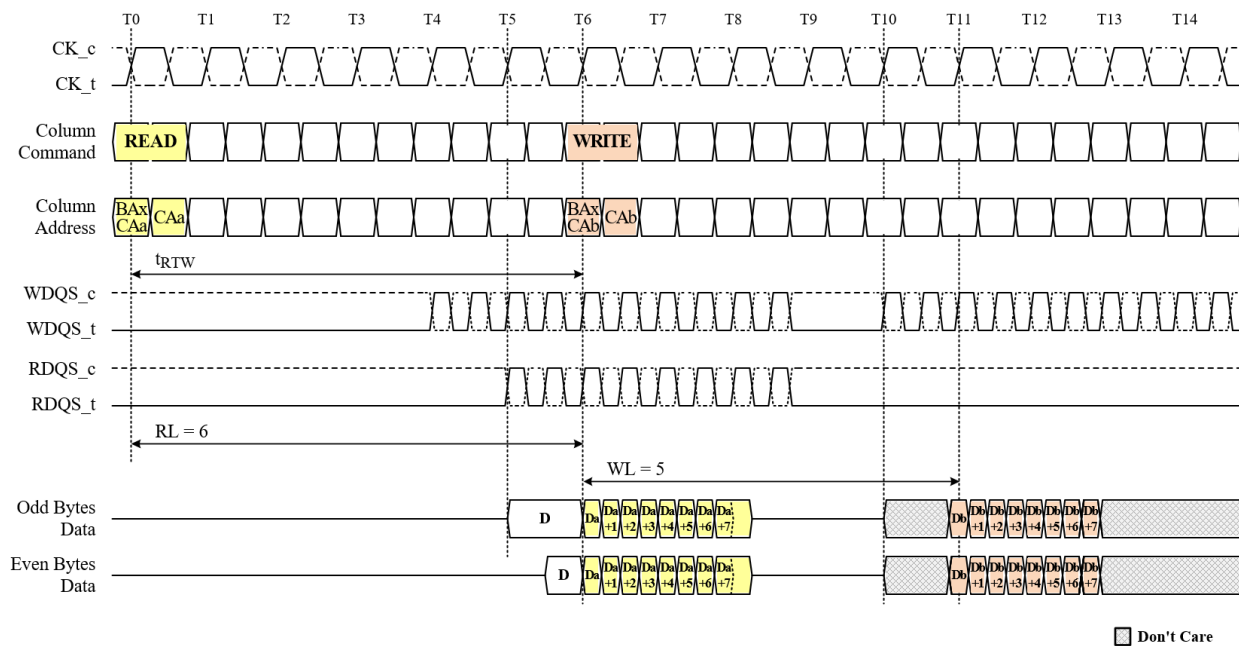 T0 T1 T2 T3 T4 T5 T6 T7 T8 T9 T10 T11 T12 T13 T14
CK_c
CK_t
Column
Command
READ WRITE
Column
Address
BAx
CAa
CAa
BAx
CAb
CAb
tRTW
WDQS_c
WDQS_t
RDQS_c
RDQS_t
RL = 6
WL = 5
Odd Bytes
Data
D Da Da+1 Da+2 Da+3 Da+4 Da+5 Da+6 Da+7 Db Db+1 Db+2 Db+3 Db+4 Db+5 Db+6 Db+7
Even Bytes
Data
D Da Da+1 Da+2 Da+3 Da+4 Da+5 Da+6 Da+7 Db Db+1 Db+2 Db+3 Db+4 Db+5 Db+6 Db+7
Don't Care